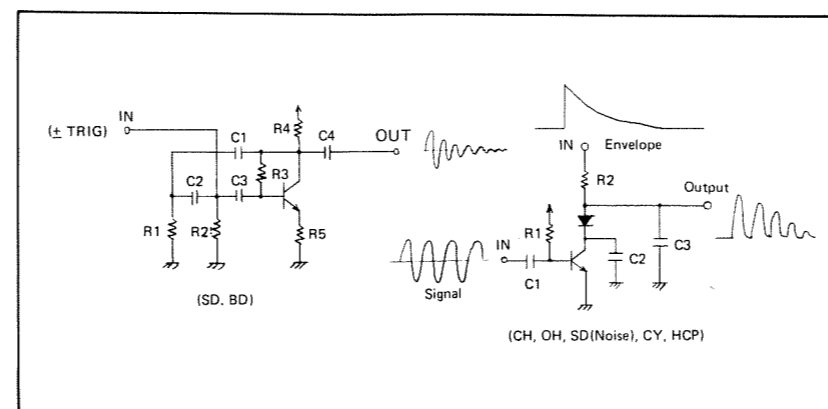 IN
(± TRIG)
C1
R4
C4
OUT
C2
C3
R3
R1
R2
R5
(SD. BD)
IN
Envelope
R2
Output
R1
IN
C1
C2
C3
Signal
(CH, OH, SD(Noise), CY, HCP)